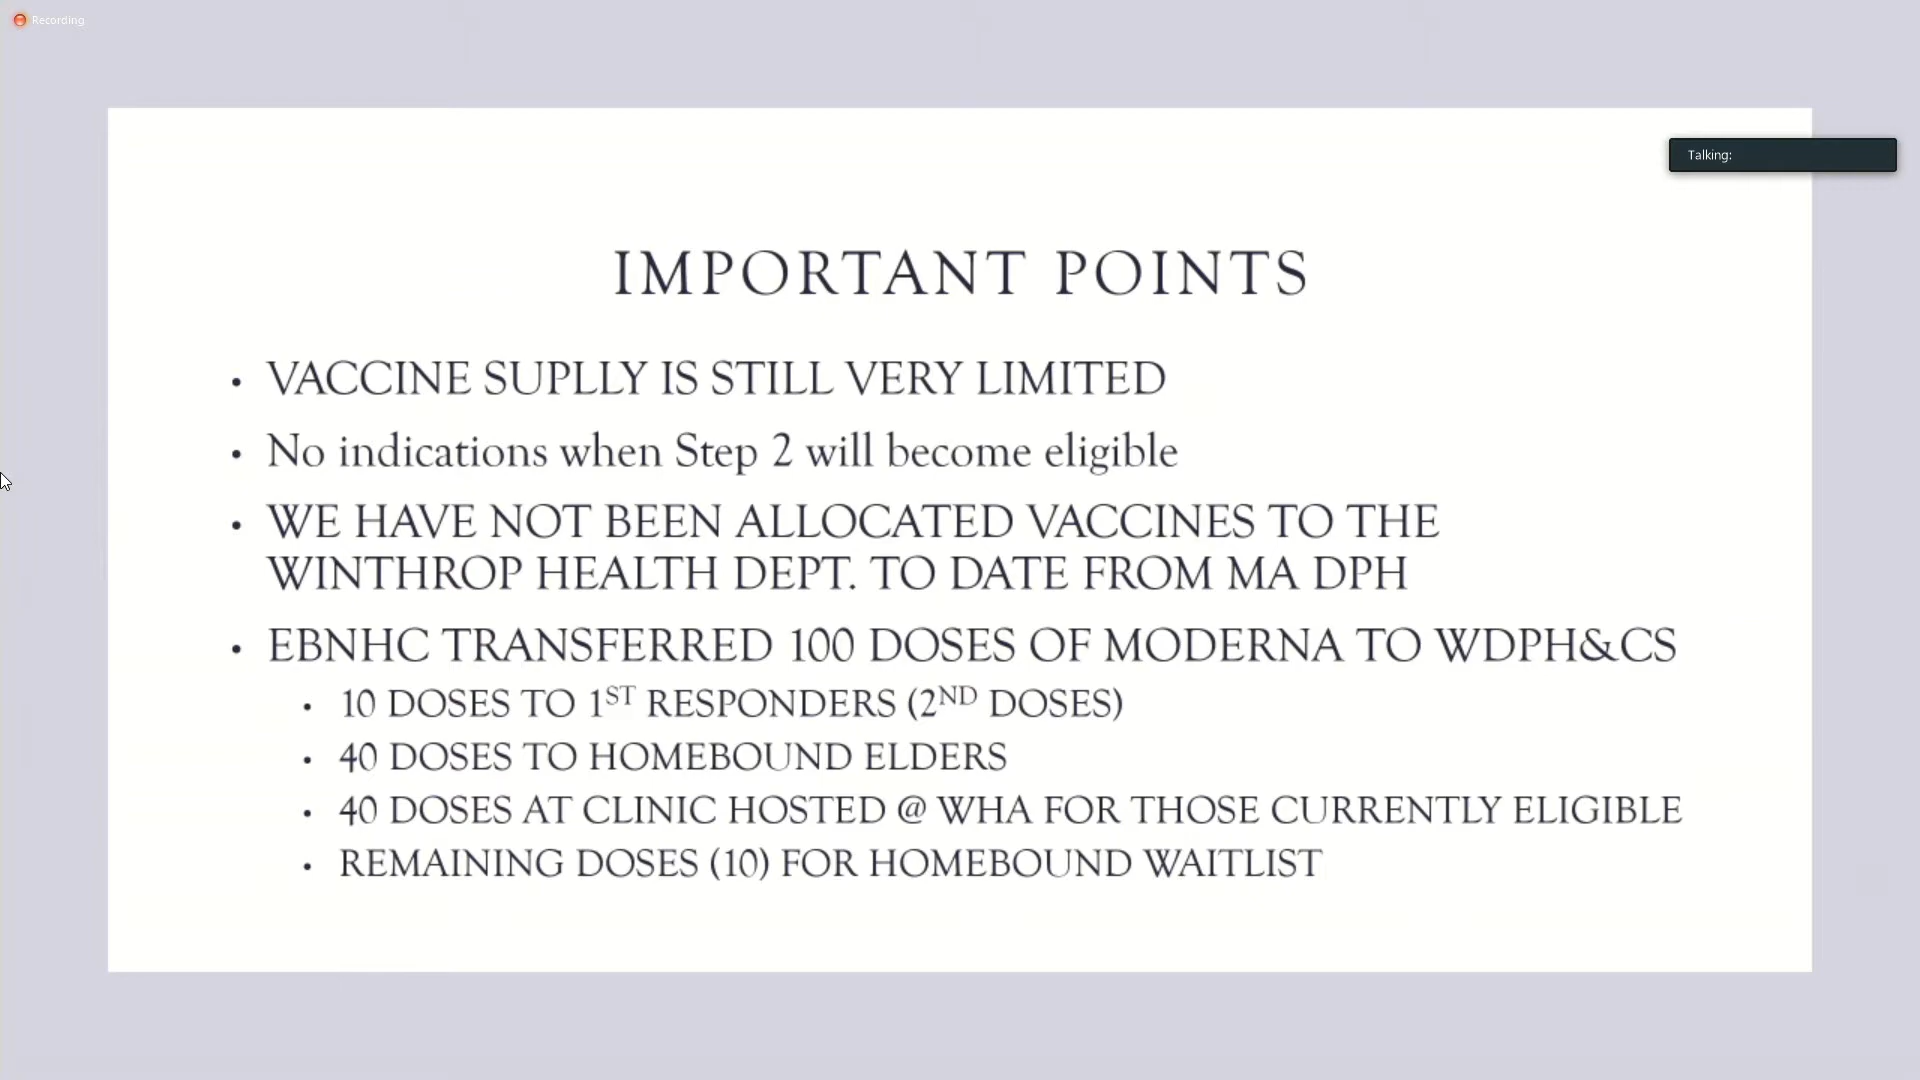 Recording
Talking:
IMPORTANT POINTS
• VACCINE SUPLLY IS STILL VERY LIMITED
• No indications when Step 2 will become eligible
• WE HAVE NOT BEEN ALLOCATED VACCINES TO THE
WINTHROP HEALTH DEPT. TO DATE FROM MA DPH
• EBNHC TRANSFERRED 100 DOSES OF MODERNA TO WDPH&CS
• 10 DOSES TO 1ST RESPONDERS (2ND DOSES)
• 40 DOSES TO HOMEBOUND ELDERS
• 40 DOSES AT CLINIC HOSTED @ WHA FOR THOSE CURRENTLY ELIGIBLE
• REMAINING DOSES (10) FOR HOMEBOUND WAITLIST